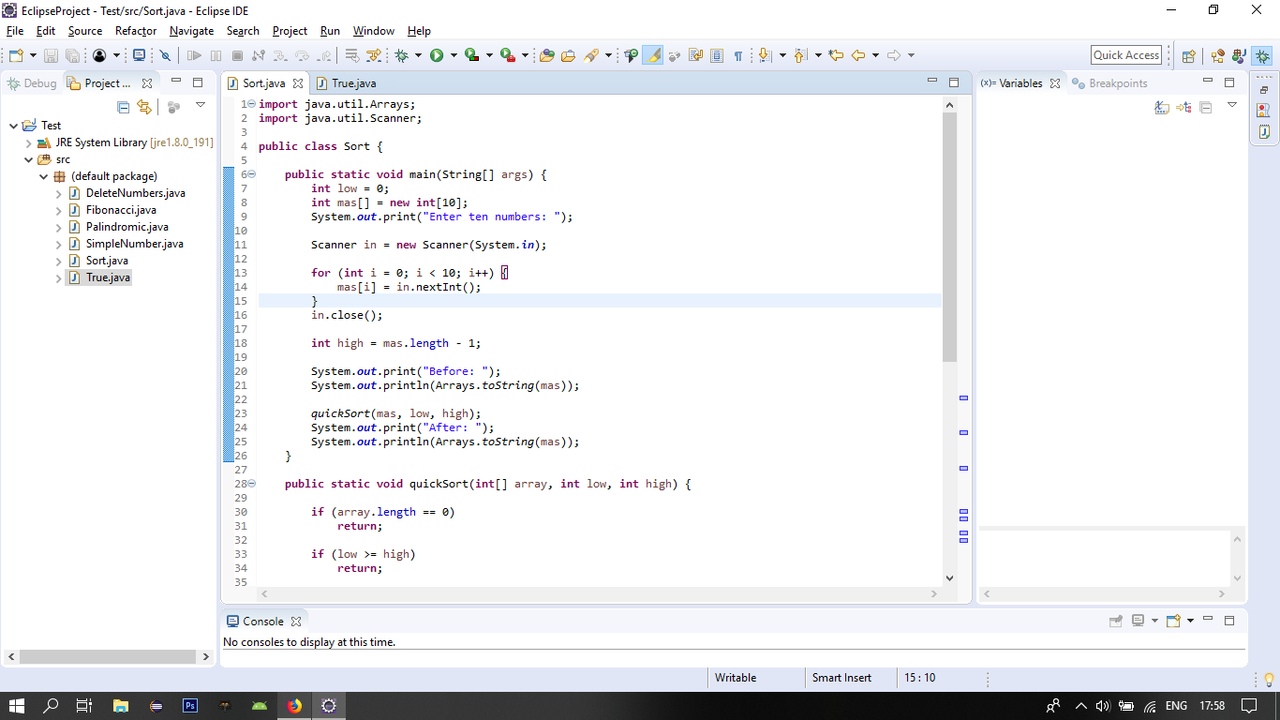 EclipseProject - Test/src/Sort.java - Eclipse IDE
File Edit Source Refactor Navigate Search Project Run Window Help
Quick Access
Debug
Project ...
Test
JRE System Library [jre1.8.0_191]
src
(default package)
DeleteNumbers.java
Fibonacci.java
Palindromic.java
SimpleNumber.java
Sort.java
True.java
Sort.java
True.java
1 import java.util.Arrays;
2 import java.util.Scanner;
3
4 public class Sort {
5
6 public static void main(String[] args) {
7 int low = 0;
8 int mas[] = new int[10];
9 System.out.print("Enter ten numbers: ");
10
11 Scanner in = new Scanner(System.in);
12
13 for (int i = 0; i < 10; i++) {
14 mas[i] = in.nextInt();
15 }
16 in.close();
17
18 int high = mas.length - 1;
19
20 System.out.print("Before: ");
21 System.out.println(Arrays.toString(mas));
22
23 quickSort(mas, low, high);
24 System.out.print("After: ");
25 System.out.println(Arrays.toString(mas));
26 }
27
28 public static void quickSort(int[] array, int low, int high) {
29
30 if (array.length == 0)
31 return;
32
33 if (low >= high)
34 return;
35
(x)= Variables
Breakpoints
Console
No consoles to display at this time.
Writable
Smart Insert
15 : 10
Ps
ENG
17:58